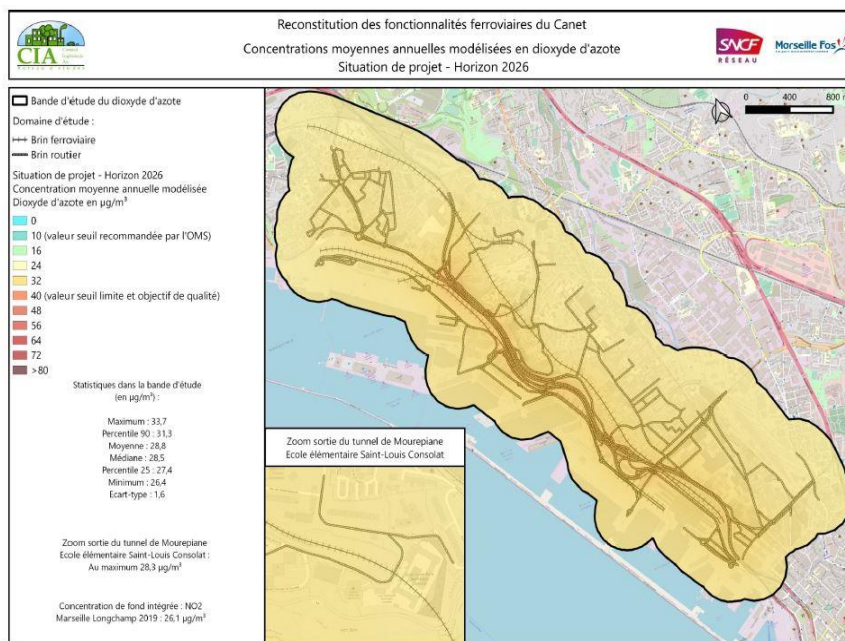 Reconstitution des fonctionnalités ferroviaires du Canet
Concentrations moyennes annuelles modélisées en dioxyde d'azote
Situation de projet - Horizon 2026
CIA
SNCF
RÉSEAU
Marseille Fos
Bande d'étude du dioxyde d'azote
Domaine d'étude :
Brin ferroviaire
Brin routier
Situation de projet - Horizon 2026
Concentration moyenne annuelle modélisée
Dioxyde d'azote en µg/m³
0
10 (valeur seuil recommandée par l'OMS)
16
24
32
40 (valeur seuil limite et objectif de qualité)
48
56
64
72
>80
Statistiques dans la bande d'étude
(en µg/m³) :
Maximum : 33,7
Percentile 90 : 31,3
Moyenne : 28,8
Médiane : 28,5
Percentile 25 : 27,4
Minimum : 26,4
Ecart-type : 1,6
Zoom sortie du tunnel de Mourepiane
Ecole élémentaire Saint-Louis Consolat :
Au maximum 28,3 µg/m³
Concentration de fond intégrée : NO2
Marseille Longchamp 2019 : 26,1 µg/m³
0 400 800 m
Zoom sortie du tunnel de Mourepiane
Ecole élémentaire Saint-Louis Consolat